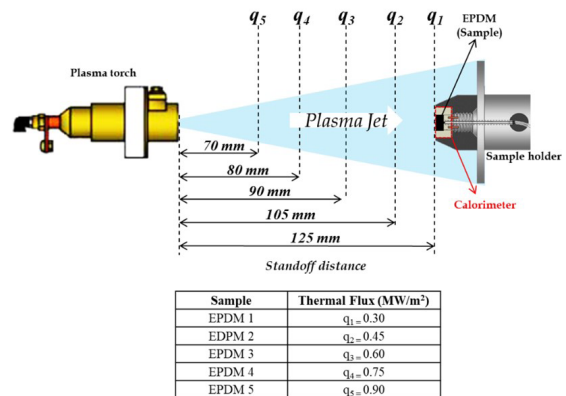 q5 q4 q3 q2 q1
EPDM
(Sample)
Plasma torch
Plasma Jet
70 mm
80 mm
90 mm
105 mm
125 mm
Sample holder
Calorimeter
Standoff distance
Sample Thermal Flux (MW/m²)
EPDM 1 q1 = 0.30
EDPM 2 q2 = 0.45
EPDM 3 q3 = 0.60
EPDM 4 q4 = 0.75
EPDM 5 q5 = 0.90